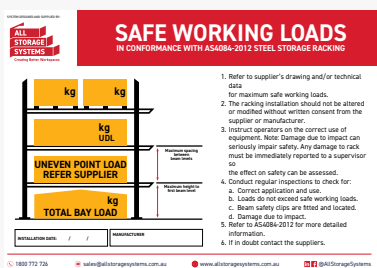 SYSTEM DESIGNED AND SUPPLIED BY:
ALL
STORAGE
SYSTEMS
Creating Better Workspaces
SAFE WORKING LOADS
IN CONFORMANCE WITH AS4084-2012 STEEL STORAGE RACKING
kg kg
kg
UDL
UNEVEN POINT LOAD
REFER SUPPLIER
kg
TOTAL BAY LOAD
Maximum spacing
between
beam levels
Maximum height to
first beam level
INSTALLATION DATE: / /
MANUFACTURER
1. Refer to supplier's drawing and/or technical
data
for maximum safe working loads.
2. The racking installation should not be altered
or modified without written consent from the
supplier or manufacturer.
3. Instruct operators on the correct use of
equipment. Note: Damage due to impact can
seriously impair safety. Any damage to rack
must be immediately reported to a supervisor
so
the effect on safety can be assessed.
4. Conduct regular inspections to check for:
a. Correct application and use.
b. Loads do not exceed safe working loads.
c. Beam safety clips are fitted and located.
d. Damage due to impact.
5. Refer to AS4084-2012 for more detailed
information.
6. If in doubt contact the suppliers.
1800 772 726
sales@allstoragesystems.com.au
www.allstoragesystems.com.au
@AllStorageSystems